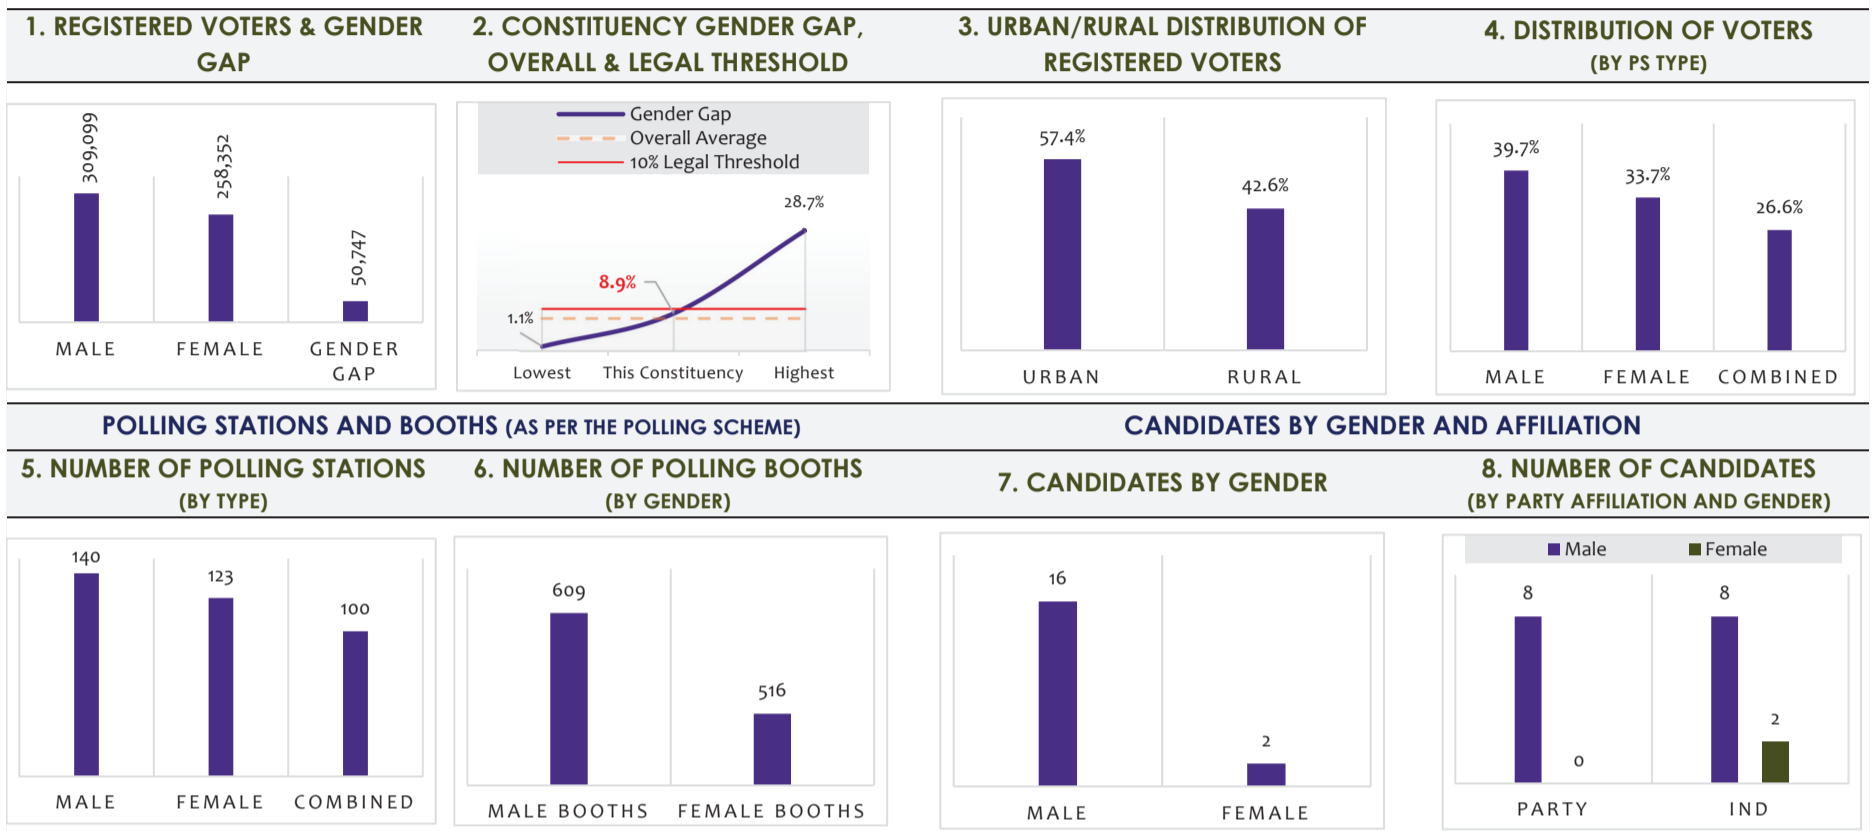 1. REGISTERED VOTERS & GENDER
GAP
309,099
258,352
50,747
MALE
FEMALE
GENDER
GAP
2. CONSTITUENCY GENDER GAP,
OVERALL & LEGAL THRESHOLD
Gender Gap
Overall Average
10% Legal Threshold
28.7%
8.9%
1.1%
Lowest
This Constituency
Highest
3. URBAN/RURAL DISTRIBUTION OF
REGISTERED VOTERS
57.4%
42.6%
URBAN
RURAL
4. DISTRIBUTION OF VOTERS
(BY PS TYPE)
39.7%
33.7%
26.6%
MALE
FEMALE
COMBINED
POLLING STATIONS AND BOOTHS (AS PER THE POLLING SCHEME)
CANDIDATES BY GENDER AND AFFILIATION
5. NUMBER OF POLLING STATIONS
(BY TYPE)
140
123
100
MALE
FEMALE
COMBINED
6. NUMBER OF POLLING BOOTHS
(BY GENDER)
609
516
MALE BOOTHS
FEMALE BOOTHS
7. CANDIDATES BY GENDER
16
2
MALE
FEMALE
8. NUMBER OF CANDIDATES
(BY PARTY AFFILIATION AND GENDER)
Male
Female
8
0
8
2
PARTY
IND